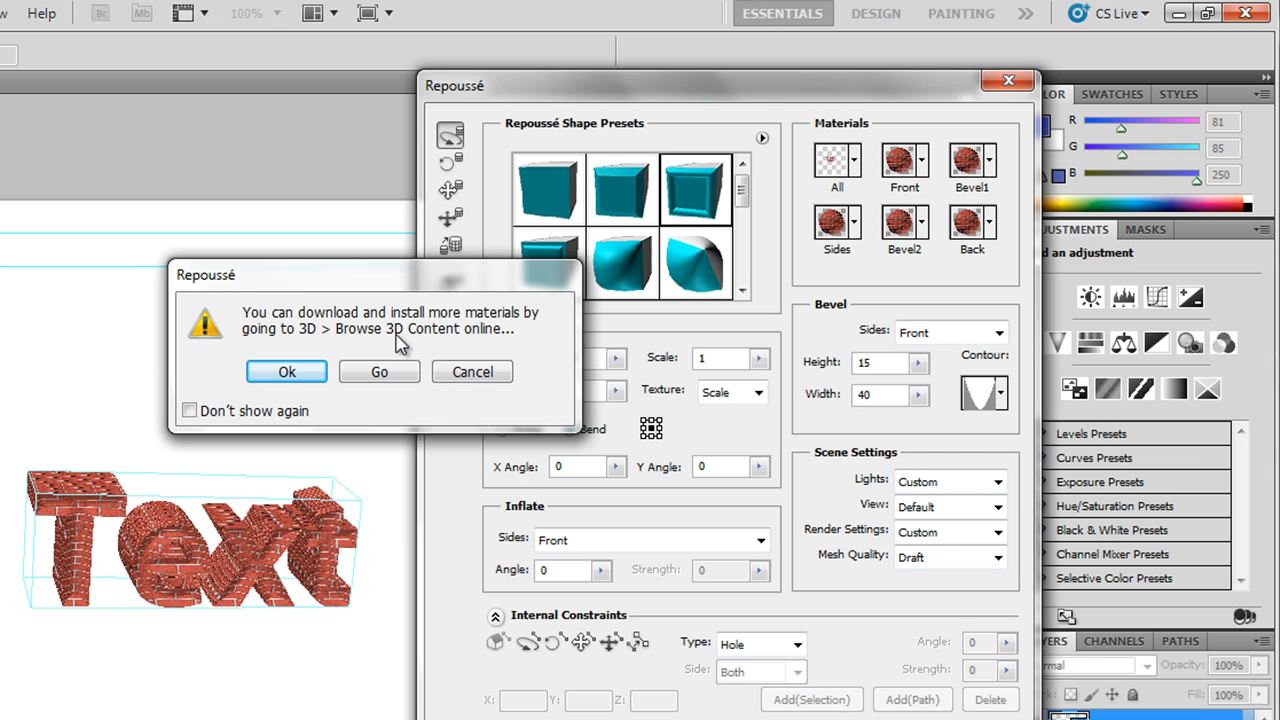 Help
Br
Mb
100%
ESSENTIALS
DESIGN
PAINTING
CS Live
Repoussé
Repoussé Shape Presets
Materials
All
Front
Bevel1
Sides
Bevel2
Back
SWATCHES
STYLES
R
81
G
85
B
250
MASKS
an adjustment
Repoussé
You can download and install more materials by
going to 3D > Browse 3D Content online...
Ok
Go
Cancel
Don't show again
Scale:
1
Texture:
Scale
Bend
X Angle:
0
Y Angle:
0
Bevel
Sides:
Front
Height:
15
Contour:
Width:
40
Scene Settings
Lights:
Custom
View:
Default
Render Settings:
Custom
Mesh Quality:
Draft
Inflate
Sides:
Front
Angle:
0
Strength:
0
Internal Constraints
Type:
Hole
Angle:
0
Side:
Both
Strength:
0
X:
Y:
Z:
Add(Selection)
Add(Path)
Delete
Levels Presets
Curves Presets
Exposure Presets
Hue/Saturation Presets
Black & White Presets
Channel Mixer Presets
Selective Color Presets
CHANNELS
PATHS
Opacity:
100%
Fill:
100%
Text